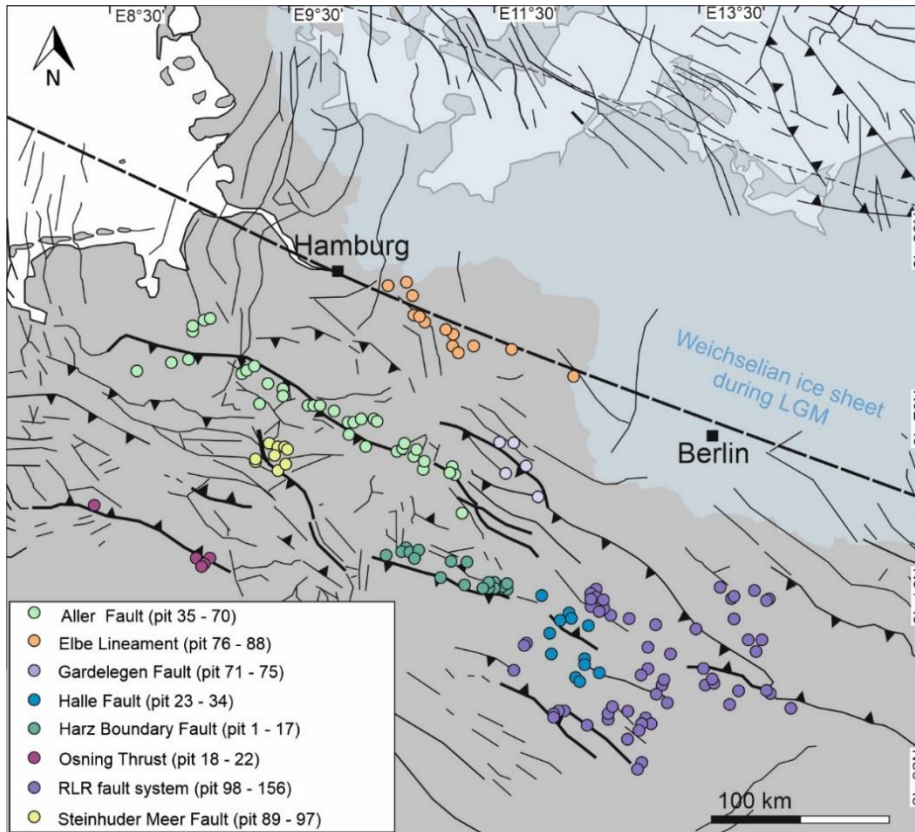 E8°30' E9°30' E11°30' E13°30'
N
Hamburg
Weichselian ice sheet
during LGM
Berlin
Aller Fault (pit 35 - 70)
Elbe Lineament (pit 76 - 88)
Gardelegen Fault (pit 71 - 75)
Halle Fault (pit 23 - 34)
Harz Boundary Fault (pit 1 - 17)
Osning Thrust (pit 18 - 22)
RLR fault system (pit 98 - 156)
Steinhuder Meer Fault (pit 89 - 97)
100 km